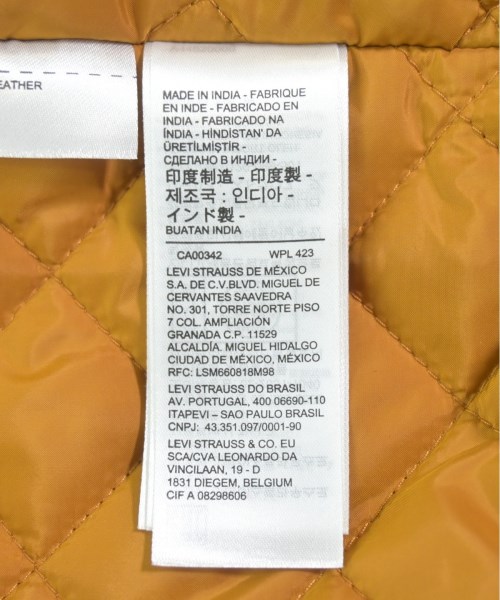 EATHER
MADE IN INDIA - FABRIQUE
EN INDE - FABRICADO EN
INDIA - FABRICADO NA
ÍNDIA - HİNDİSTAN' DA
ÜRETİLMİŞTİR -
СДЕЛАНО В ИНДИИ -
印度制造 - 印度製 -
제조국 : 인디아 -
インド製 -
BUATAN INDIA
CA00342 WPL 423
LEVI STRAUSS DE MÉXICO
S.A. DE C.V.BLVD. MIGUEL DE
CERVANTES SAAVEDRA
NO. 301, TORRE NORTE PISO
7 COL. AMPLIACIÓN
GRANADA C.P. 11529
ALCALDÍA. MIGUEL HIDALGO
CIUDAD DE MÉXICO, MÉXICO
RFC: LSM660818M98
LEVI STRAUSS DO BRASIL
AV. PORTUGAL, 400 06690-110
ITAPEVI – SAO PAULO BRASIL
CNPJ: 43.351.097/0001-90
LEVI STRAUSS & CO. EU
SCA/CVA LEONARDO DA
VINCILAAN, 19 - D
1831 DIEGEM, BELGIUM
CIF A 08298606